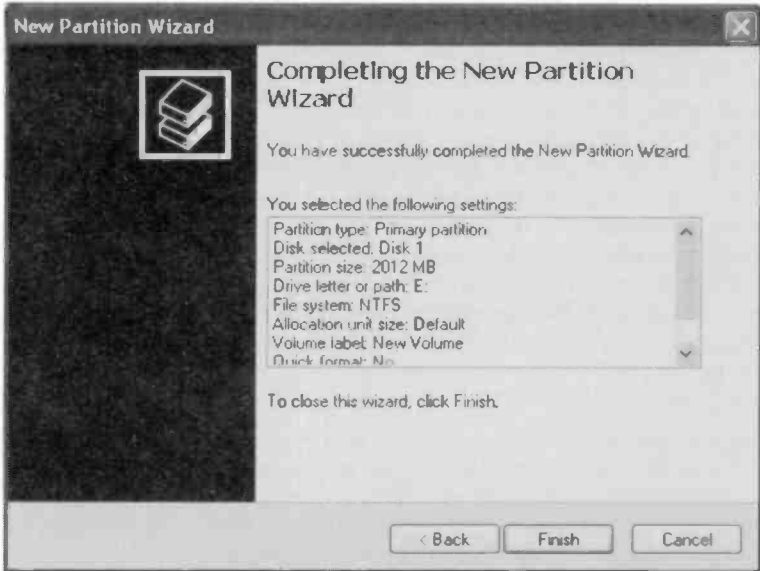 New Partition Wizard
Completing the New Partition
Wizard
You have successfully completed the New Partition Wizard.
You selected the following settings:
Partition type: Primary partition
Disk selected: Disk 1
Partition size: 2012 MB
Drive letter or path: E:
File system: NTFS
Allocation unit size: Default
Volume label: New Volume
Quick format: No
To close this wizard, click Finish.
< Back
Finish
Cancel